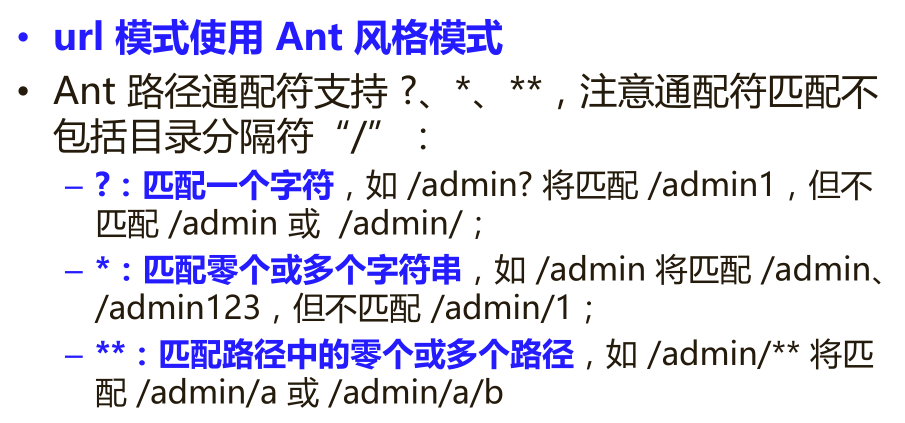 • url 模式使用 Ant 风格模式
• Ant 路径通配符支持 ?、*、**，注意通配符匹配不
包括目录分隔符“/”：
– ?：匹配一个字符，如 /admin? 将匹配 /admin1，但不
匹配 /admin 或 /admin/；
– *：匹配零个或多个字符串，如 /admin 将匹配 /admin、
/admin123，但不匹配 /admin/1；
– **：匹配路径中的零个或多个路径，如 /admin/** 将匹
配 /admin/a 或 /admin/a/b